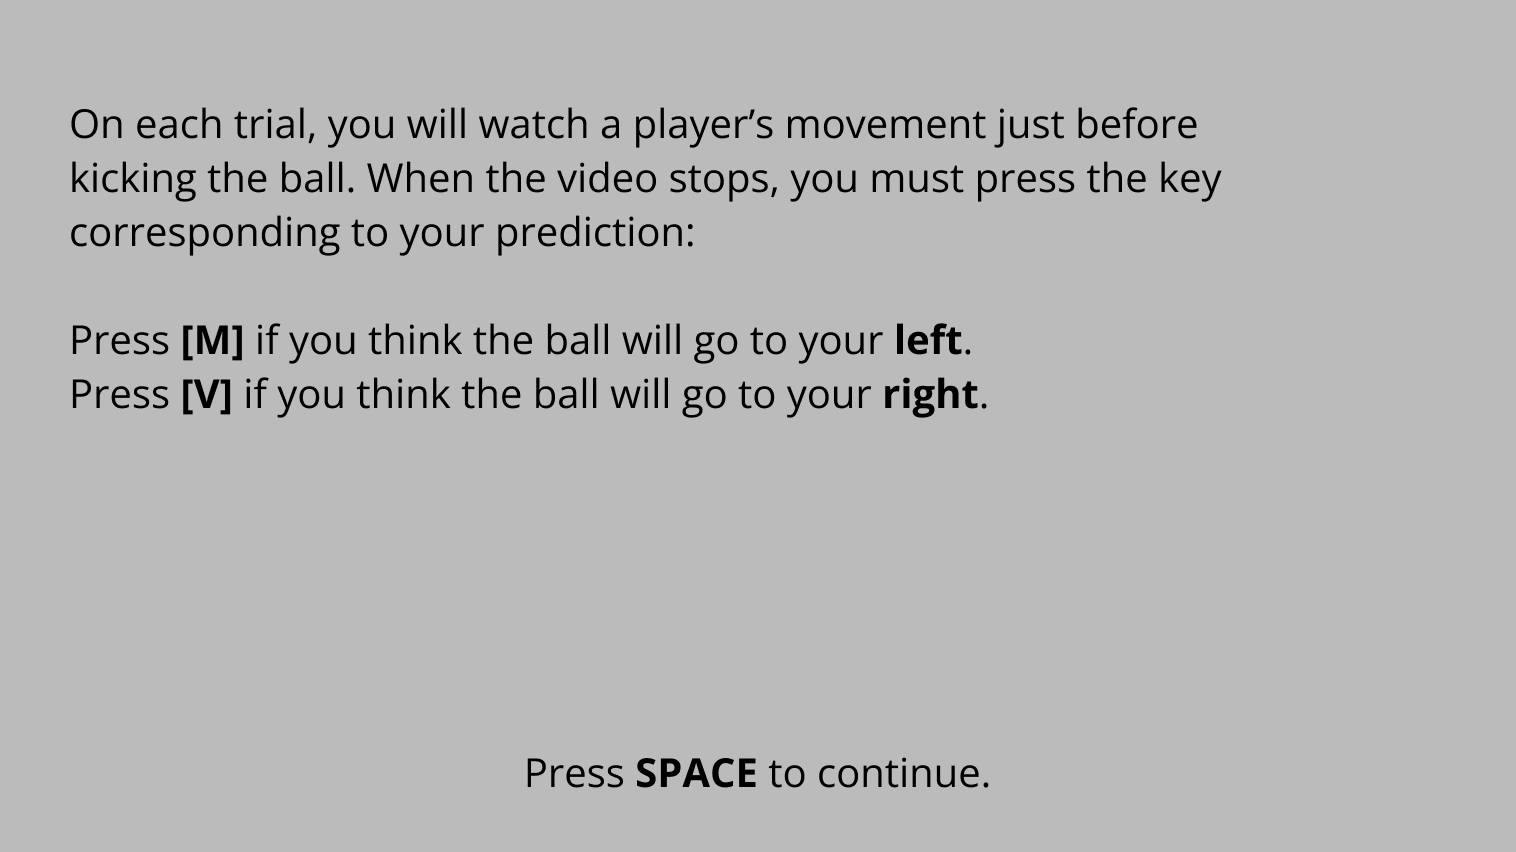 On each trial, you will watch a player’s movement just before
kicking the ball. When the video stops, you must press the key
corresponding to your prediction:
Press [M] if you think the ball will go to your left.
Press [V] if you think the ball will go to your right.
Press SPACE to continue.